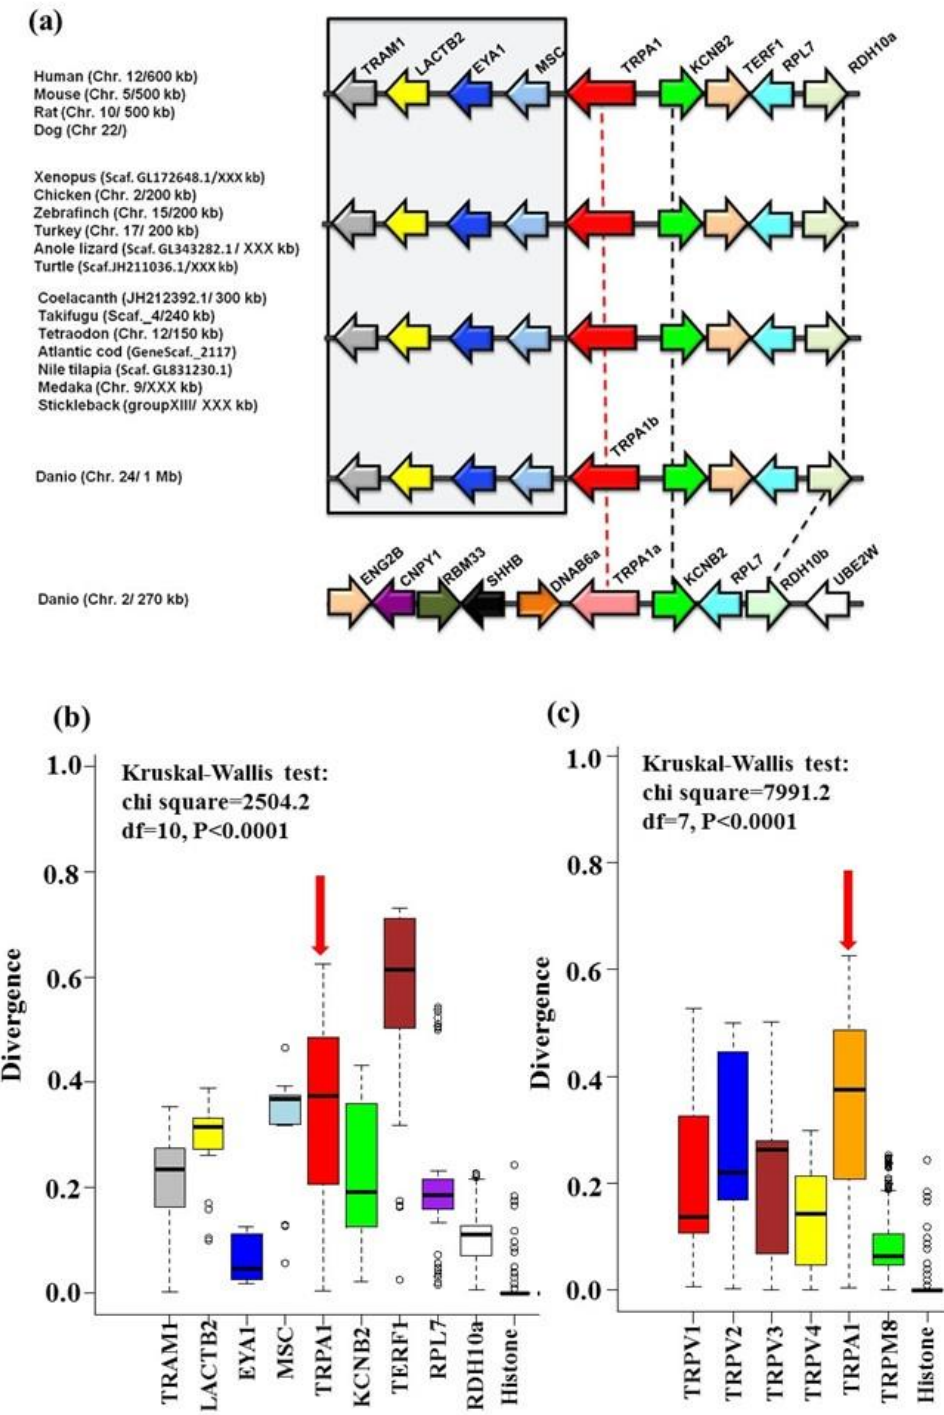 (a)
TRAM1 LACTB2 EYA1 MSC TRPA1 KCNB2 TERF1 RPL7 RDH10a
Human (Chr. 12/600 kb)
Mouse (Chr. 5/500 kb)
Rat (Chr. 10/ 500 kb)
Dog (Chr 22/)
Xenopus (Scaf. GL172648.1/XXX kb)
Chicken (Chr. 2/200 kb)
Zebrafinch (Chr. 15/200 kb)
Turkey (Chr. 17/ 200 kb)
Anole lizard (Scaf. GL343282.1/ XXX kb)
Turtle (Scaf.JH211036.1/XXX kb)
Coelacanth (JH212392.1/ 300 kb)
Takifugu (Scaf._4/240 kb)
Tetraodon (Chr. 12/150 kb)
Atlantic cod (GeneScaf._2117)
Nile tilapia (Scaf. GL831230.1)
Medaka (Chr. 9/XXX kb)
Stickleback (groupXIII/ XXX kb)
TRPA1b
Danio (Chr. 24/ 1 Mb)
ENG2B CNPY1 RBM33 SHHB DNAB6a TRPA1a KCNB2 RPL7 RDH10b UBE2W
Danio (Chr. 2/ 270 kb)
(b)
Kruskal-Wallis test:
chi square=2504.2
df=10, P<0.0001
Divergence
1.0
0.8
0.6
0.4
0.2
0.0
TRAM1 LACTB2 EYA1 MSC TRPA1 KCNB2 TERF1 RPL7 RDH10a Histone
(c)
Kruskal-Wallis test:
chi square=7991.2
df=7, P<0.0001
Divergence
1.0
0.8
0.6
0.4
0.2
0.0
TRPV1 TRPV2 TRPV3 TRPV4 TRPA1 TRPM8 Histone